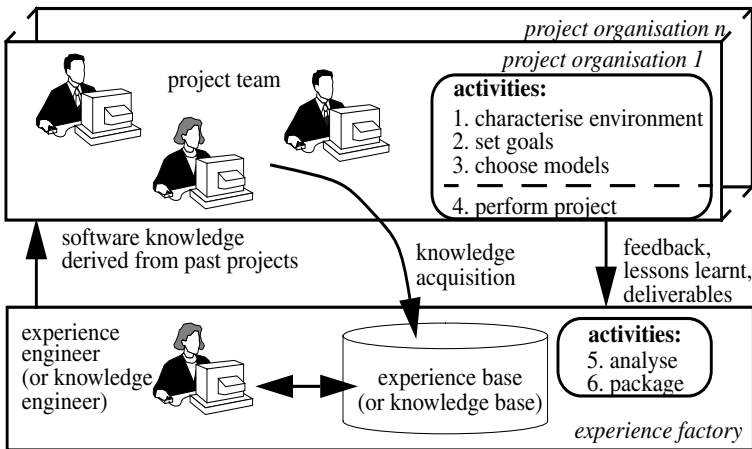 project organisation n
project organisation 1
project team
activities:
1. characterise environment
2. set goals
3. choose models
4. perform project
software knowledge
derived from past projects
knowledge
acquisition
feedback,
lessons learnt,
deliverables
experience
engineer
(or knowledge
engineer)
experience base
(or knowledge base)
activities:
5. analyse
6. package
experience factory